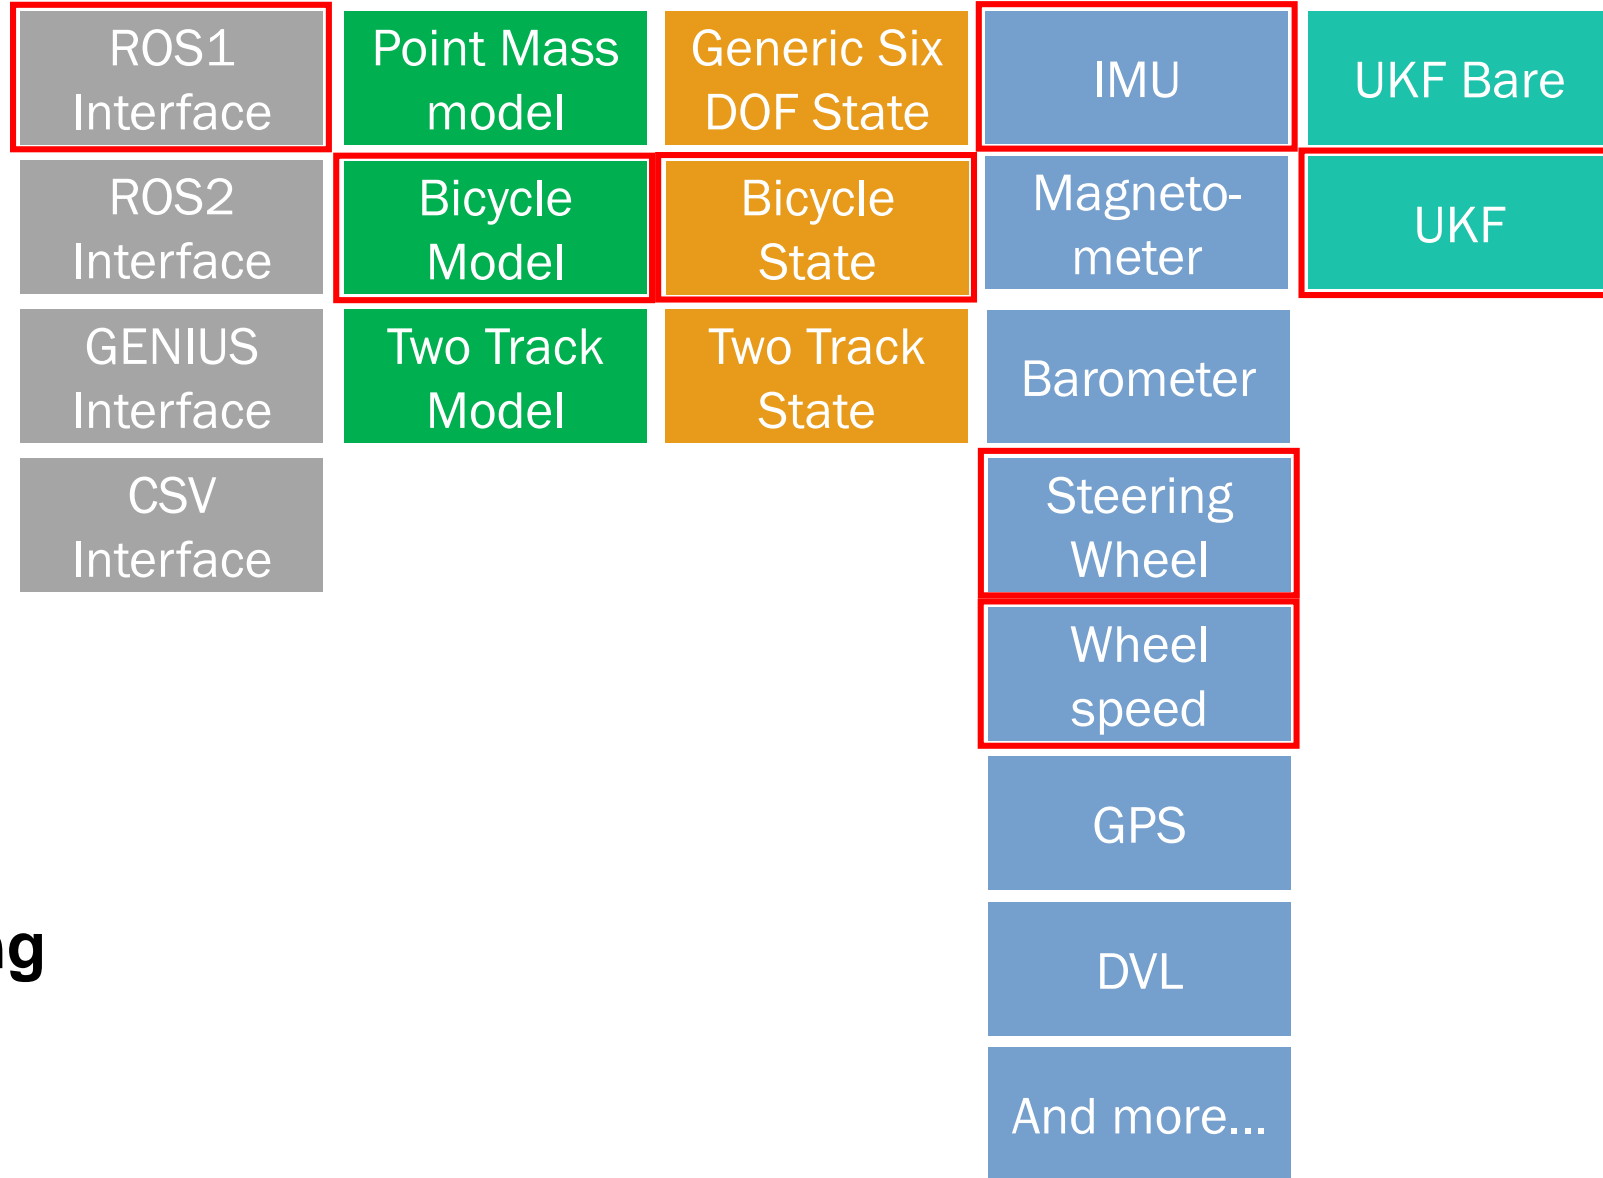 ROS1
Interface
Point Mass
model
Generic Six
DOF State
IMU
UKF Bare
ROS2
Interface
Bicycle
Model
Bicycle
State
Magneto-
meter
UKF
GENIUS
Interface
Two Track
Model
Two Track
State
Barometer
CSV
Interface
Steering
Wheel
Wheel
speed
GPS
DVL
And more...